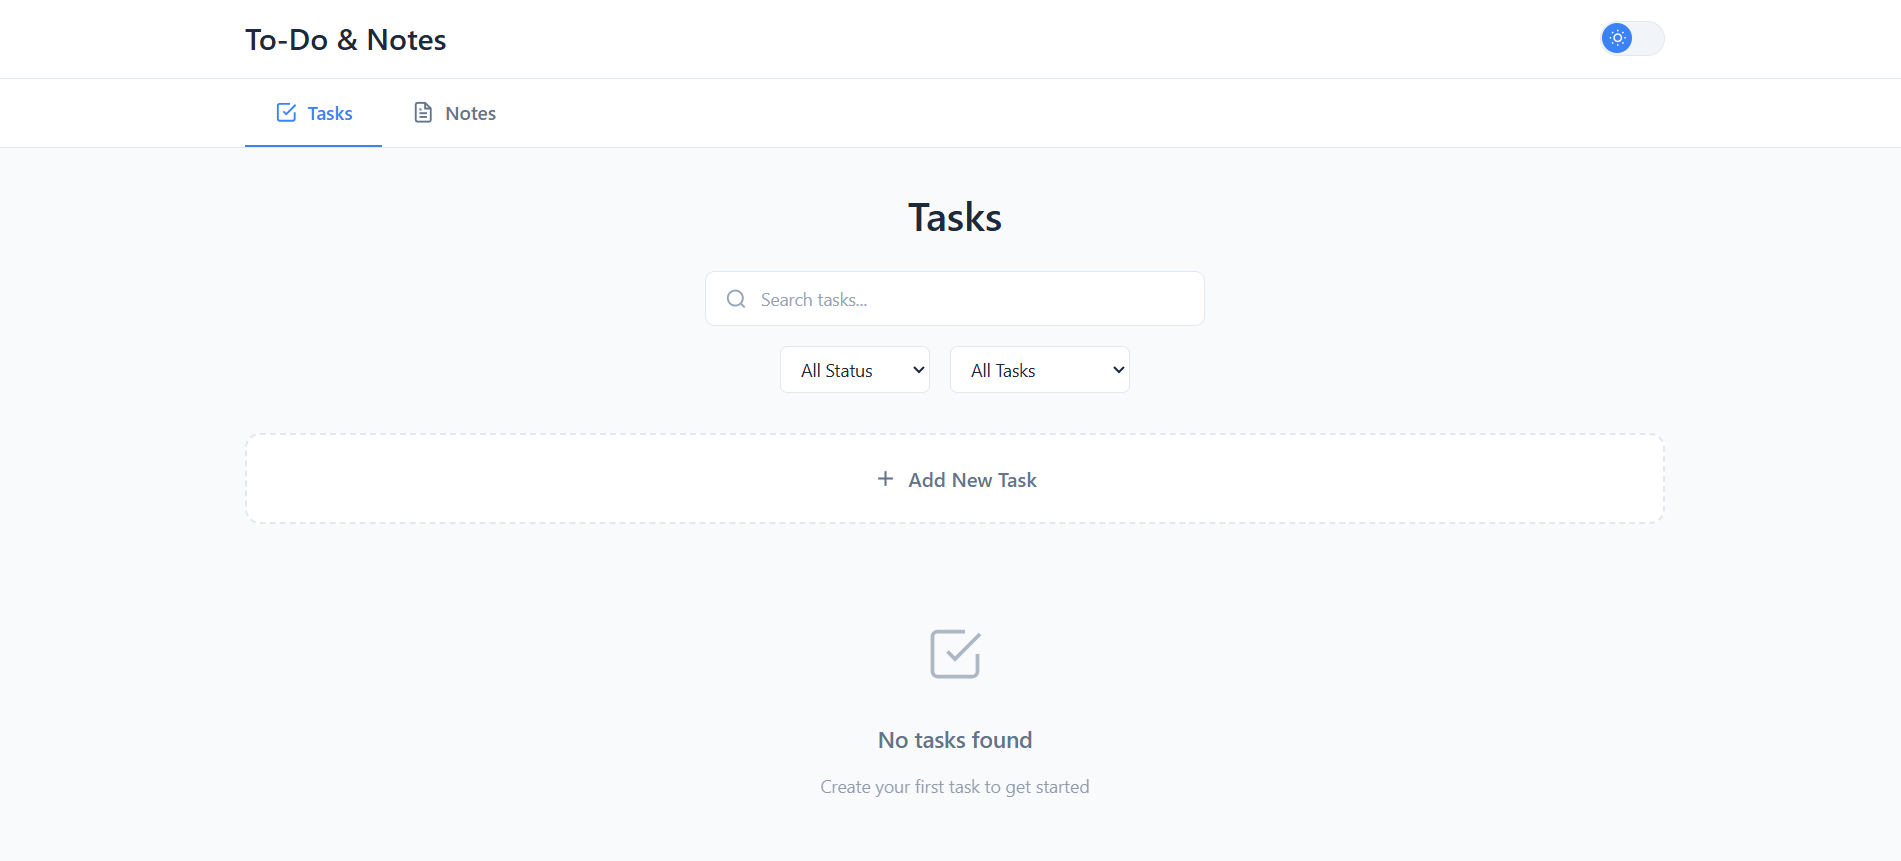 To-Do & Notes
Tasks
Notes
Tasks
Search tasks...
All Status
All Tasks
Add New Task
No tasks found
Create your first task to get started